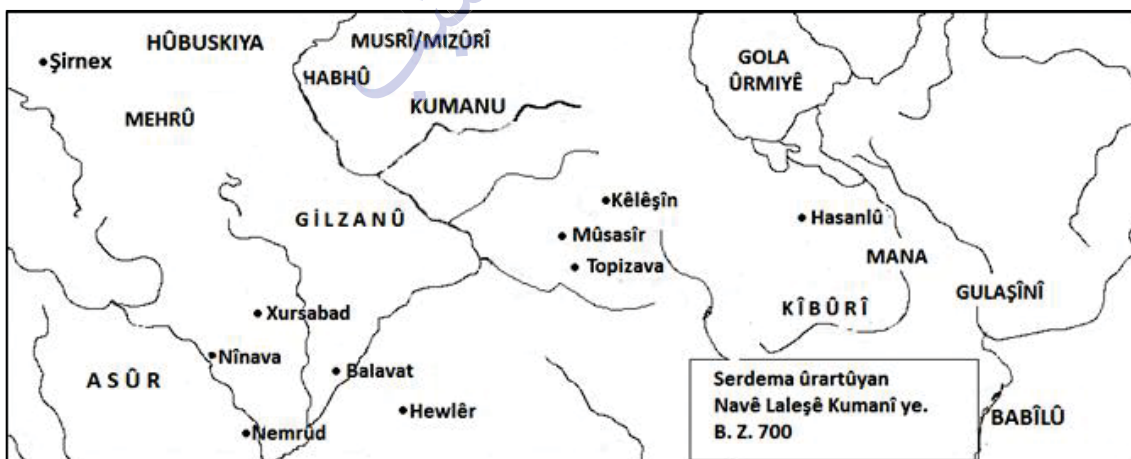 HÛBUSKIYA
MUSRÎ/MIZÛRÎ
GOLA
ÛRMIYÊ
Şirnex
HABHÛ
KUMANU
MEHRÛ
Kêlêşîn
GİLZANÛ
Hasanlû
Mûsasîr
MANA
Topizava
GULAŞÎNÎ
KÎBÛRÎ
Xursabad
Nînava
ASÛR
Balavat
Serdema ûrartûyan
Navê Laleşê Kumanî ye.
B. Z. 700
Hewlêr
BABÎLÛ
Nemrûd